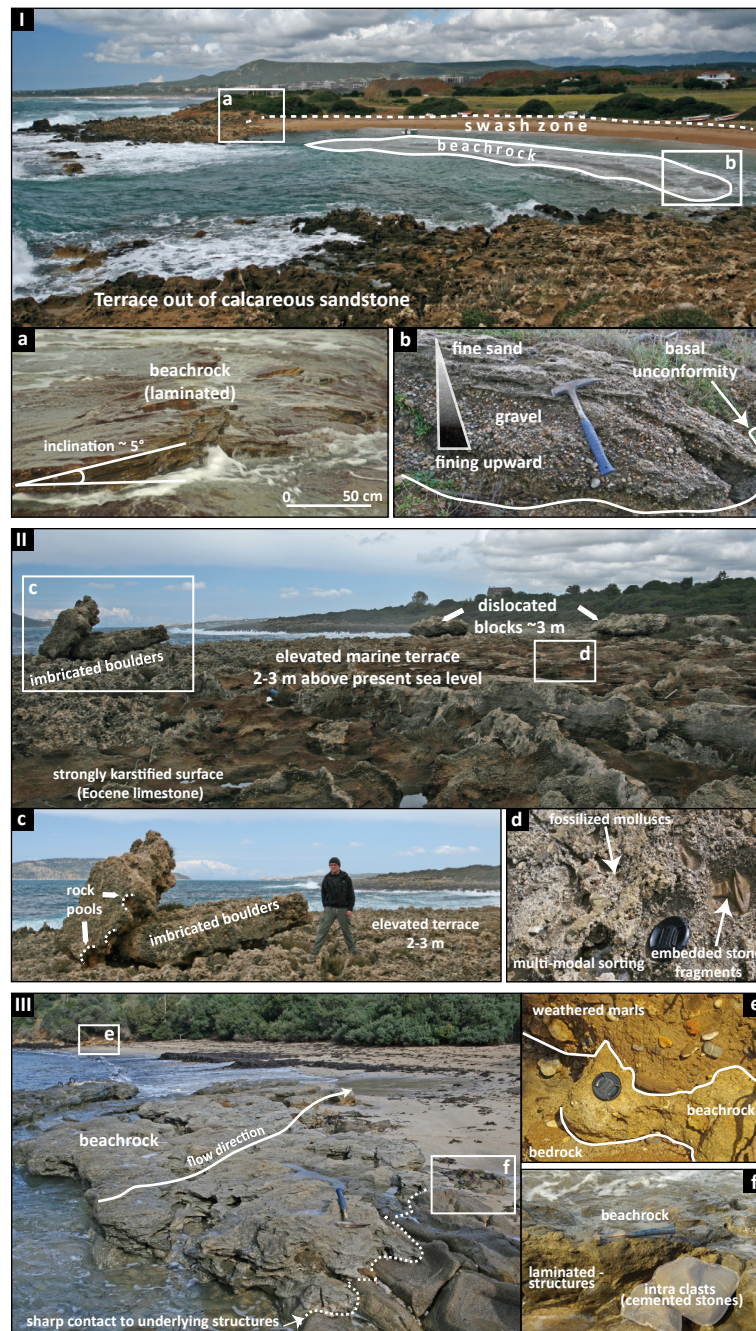 I
a
swash zone
beachrock
b
Terrace out of calcareous sandstone
a
beachrock
(laminated)
inclination ~ 5°
0
50 cm
b
fine sand
basal
unconformity
gravel
fining upward
II
c
dislocated
blocks ~3 m
imbricated boulders
elevated marine terrace
2-3 m above present sea level
d
strongly karstified surface
(Eocene limestone)
c
rock
pools
imbricated boulders
elevated terrace
2-3 m
d
fossilized molluscs
multi-modal sorting
embedded stone
fragments
III
e
beachrock
flow direction
f
sharp contact to underlying structures
e
weathered marls
beachrock
bedrock
f
beachrock
laminated -
structures
intra clasts
(cemented stones)